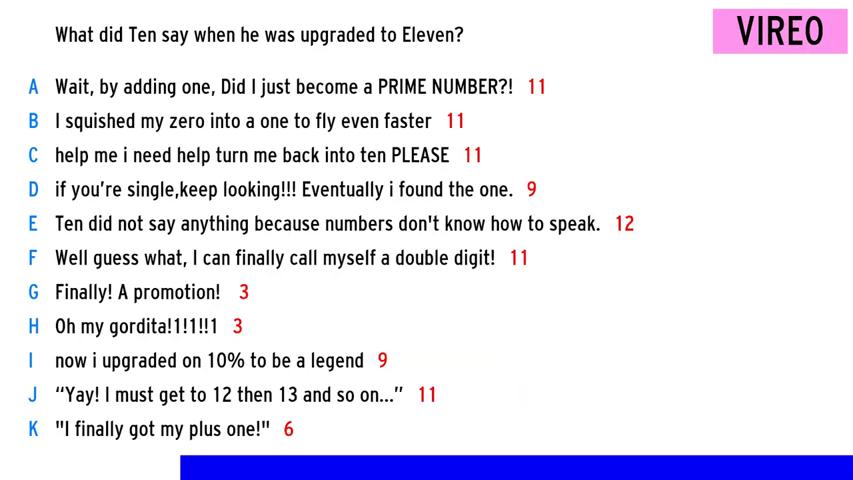 What did Ten say when he was upgraded to Eleven?
VIREO
A Wait, by adding one, Did I just become a PRIME NUMBER?! 11
B I squished my zero into a one to fly even faster 11
C help me i need help turn me back into ten PLEASE 11
D if you're single,keep looking!!! Eventually i found the one. 9
E Ten did not say anything because numbers don't know how to speak. 12
F Well guess what, I can finally call myself a double digit! 11
G Finally! A promotion! 3
H Oh my gordita!1!1!!1 3
I now i upgraded on 10% to be a legend 9
J “Yay! I must get to 12 then 13 and so on...” 11
K "I finally got my plus one!" 6